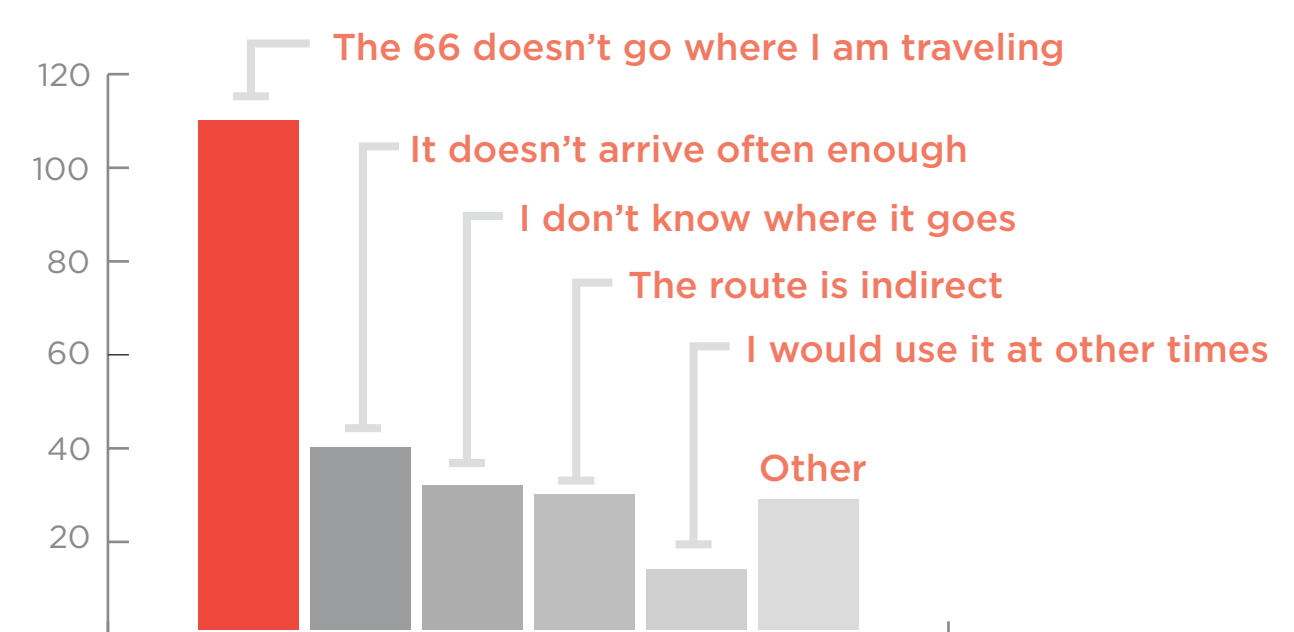 The 66 doesn’t go where I am traveling
120
It doesn’t arrive often enough
100
I don’t know where it goes
80
The route is indirect
60
I would use it at other times
40
Other
20